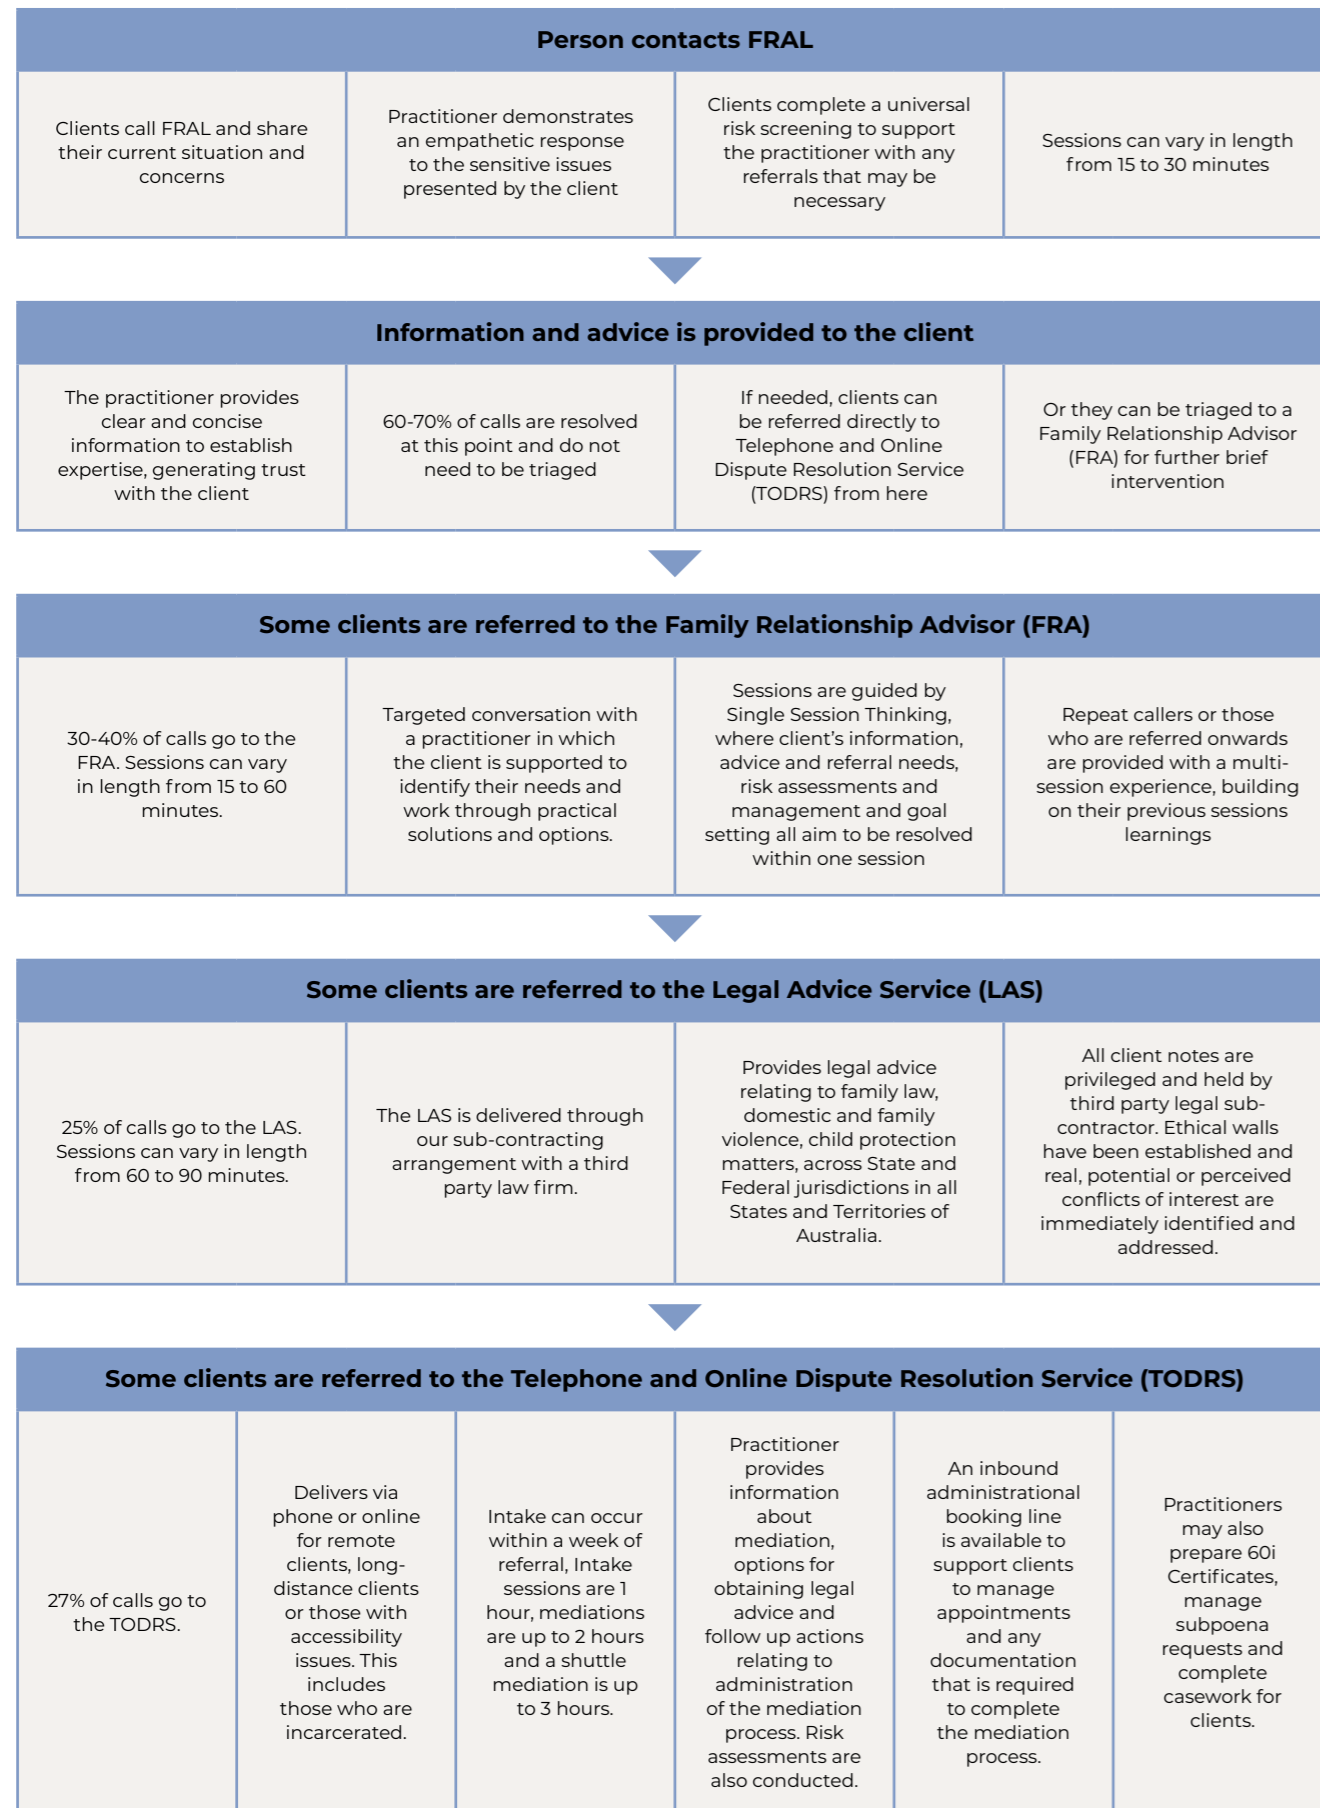 Person contacts FRAL
Clients call FRAL and share
their current situation and
concerns
Practitioner demonstrates
an empathetic response
to the sensitive issues
presented by the client
Clients complete a universal
risk screening to support
the practitioner with any
referrals that may be
necessary
Sessions can vary in length
from 15 to 30 minutes
Information and advice is provided to the client
The practitioner provides
clear and concise
information to establish
expertise, generating trust
with the client
60-70% of calls are resolved
at this point and do not
need to be triaged
If needed, clients can
be referred directly to
Telephone and Online
Dispute Resolution Service
(TODRS) from here
Or they can be triaged to a
Family Relationship Advisor
(FRA) for further brief
intervention
Some clients are referred to the Family Relationship Advisor (FRA)
30-40% of calls go to the
FRA. Sessions can vary
in length from 15 to 60
minutes.
Targeted conversation with
a practitioner in which
the client is supported to
identify their needs and
work through practical
solutions and options.
Sessions are guided by
Single Session Thinking,
where client's information,
advice and referral needs,
risk assessments and
management and goal
setting all aim to be resolved
within one session
Repeat callers or those
who are referred onwards
are provided with a multi-
session experience, building
on their previous sessions
learnings
Some clients are referred to the Legal Advice Service (LAS)
25% of calls go to the LAS.
Sessions can vary in length
from 60 to 90 minutes.
The LAS is delivered through
our sub-contracting
arrangement with a third
party law firm.
Provides legal advice
relating to family law,
domestic and family
violence, child protection
matters, across State and
Federal jurisdictions in all
States and Territories of
Australia.
All client notes are
privileged and held by
third party legal sub-
contractor. Ethical walls
have been established and
real, potential or perceived
conflicts of interest are
immediately identified and
addressed.
Some clients are referred to the Telephone and Online Dispute Resolution Service (TODRS)
27% of calls go to
the TODRS.
Delivers via
phone or online
for remote
clients, long-
distance clients
or those with
accessibility
issues. This
includes
those who are
incarcerated.
Intake can occur
within a week of
referral, Intake
sessions are 1
hour, mediations
are up to 2 hours
and a shuttle
mediation is up
to 3 hours.
Practitioner
provides
information
about
mediation,
options for
obtaining legal
advice and
follow up actions
relating to
administration
of the mediation
process. Risk
assessments are
also conducted.
An inbound
administrational
booking line
is available to
support clients
to manage
appointments
and any
documentation
that is required
to complete
the mediation
process.
Practitioners
may also
prepare 60i
Certificates,
manage
subpoena
requests and
complete
casework for
clients.